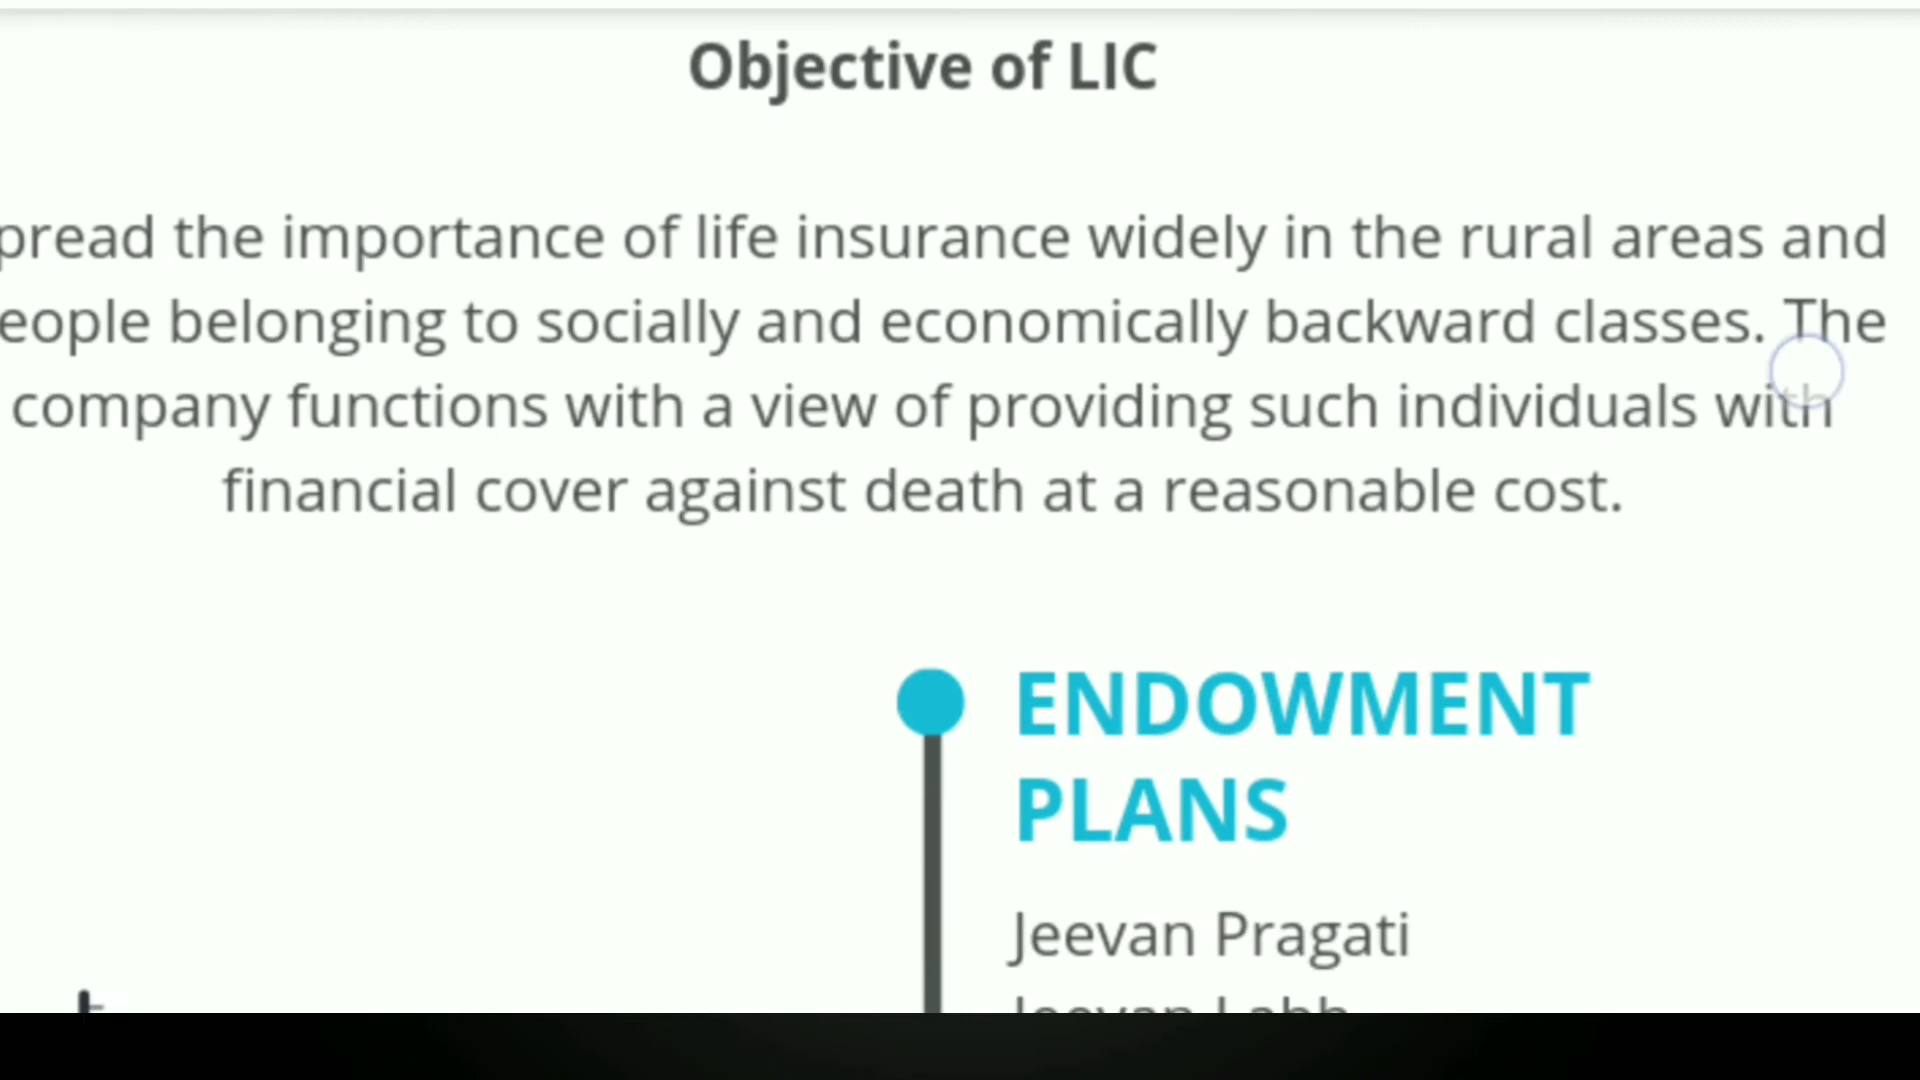 Objective of LIC
pread the importance of life insurance widely in the rural areas and
eople belonging to socially and economically backward classes. The
company functions with a view of providing such individuals with
financial cover against death at a reasonable cost.
ENDOWMENT
PLANS
Jeevan Pragati
Jeevan Labh